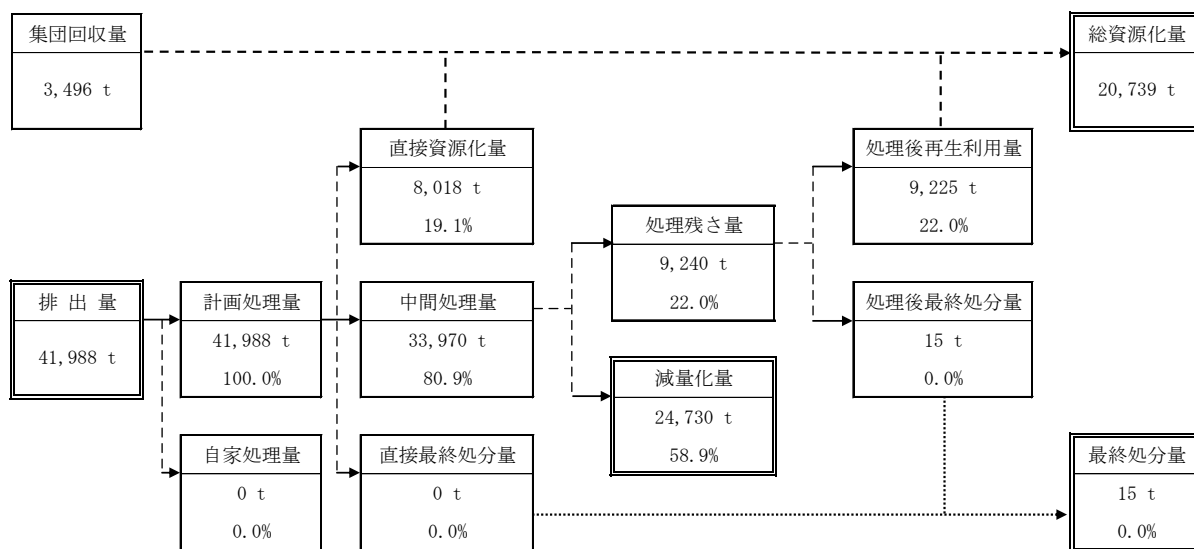 集団回収量
3,496 t
総資源化量
20,739 t
直接資源化量
8,018 t
19.1%
処理後再生利用量
9,225 t
22.0%
処理残さ量
9,240 t
22.0%
排 出 量
41,988 t
計画処理量
41,988 t
100.0%
中間処理量
33,970 t
80.9%
処理後最終処分量
15 t
0.0%
減量化量
24,730 t
58.9%
自家処理量
0 t
0.0%
直接最終処分量
0 t
0.0%
最終処分量
15 t
0.0%